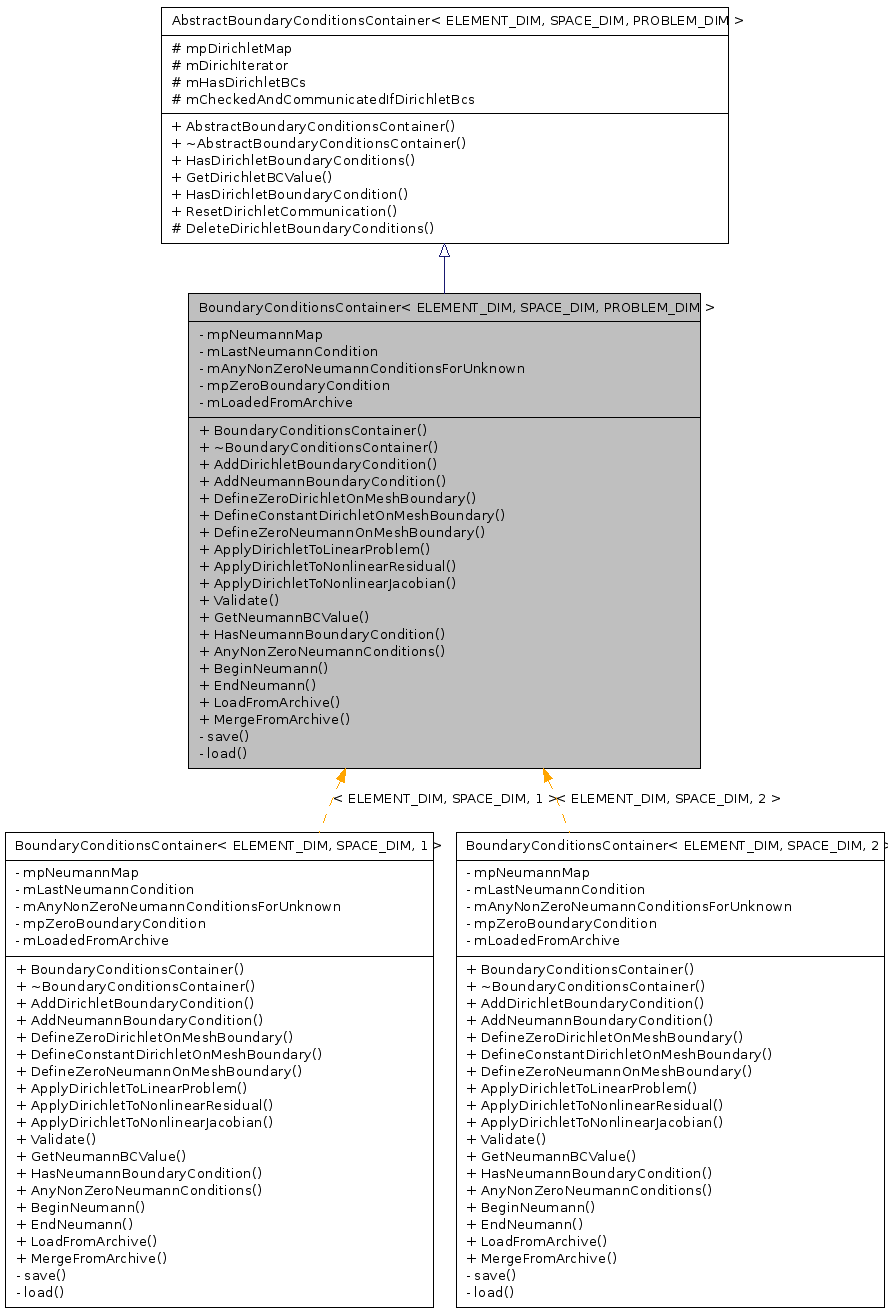 AbstractBoundaryConditionsContainer< ELEMENT_DIM, SPACE_DIM, PROBLEM_DIM >
# mpDirichletMap
# mDirichIterator
# mHasDirichletBCs
# mCheckedAndCommunicatedIfDirichletBcs
+ AbstractBoundaryConditionsContainer()
+ ~AbstractBoundaryConditionsContainer()
+ HasDirichletBoundaryConditions()
+ GetDirichletBCValue()
+ HasDirichletBoundaryCondition()
+ ResetDirichletCommunication()
# DeleteDirichletBoundaryConditions()
BoundaryConditionsContainer< ELEMENT_DIM, SPACE_DIM, PROBLEM_DIM >
- mpNeumannMap
- mLastNeumannCondition
- mAnyNonZeroNeumannConditionsForUnknown
- mpZeroBoundaryCondition
- mLoadedFromArchive
+ BoundaryConditionsContainer()
+ ~BoundaryConditionsContainer()
+ AddDirichletBoundaryCondition()
+ AddNeumannBoundaryCondition()
+ DefineZeroDirichletOnMeshBoundary()
+ DefineConstantDirichletOnMeshBoundary()
+ DefineZeroNeumannOnMeshBoundary()
+ ApplyDirichletToLinearProblem()
+ ApplyDirichletToNonlinearResidual()
+ ApplyDirichletToNonlinearJacobian()
+ Validate()
+ GetNeumannBCValue()
+ HasNeumannBoundaryCondition()
+ AnyNonZeroNeumannConditions()
+ BeginNeumann()
+ EndNeumann()
+ LoadFromArchive()
+ MergeFromArchive()
- save()
- load()
< ELEMENT_DIM, SPACE_DIM, 1 >
< ELEMENT_DIM, SPACE_DIM, 2 >
BoundaryConditionsContainer< ELEMENT_DIM, SPACE_DIM, 1 >
- mpNeumannMap
- mLastNeumannCondition
- mAnyNonZeroNeumannConditionsForUnknown
- mpZeroBoundaryCondition
- mLoadedFromArchive
+ BoundaryConditionsContainer()
+ ~BoundaryConditionsContainer()
+ AddDirichletBoundaryCondition()
+ AddNeumannBoundaryCondition()
+ DefineZeroDirichletOnMeshBoundary()
+ DefineConstantDirichletOnMeshBoundary()
+ DefineZeroNeumannOnMeshBoundary()
+ ApplyDirichletToLinearProblem()
+ ApplyDirichletToNonlinearResidual()
+ ApplyDirichletToNonlinearJacobian()
+ Validate()
+ GetNeumannBCValue()
+ HasNeumannBoundaryCondition()
+ AnyNonZeroNeumannConditions()
+ BeginNeumann()
+ EndNeumann()
+ LoadFromArchive()
+ MergeFromArchive()
- save()
- load()
BoundaryConditionsContainer< ELEMENT_DIM, SPACE_DIM, 2 >
- mpNeumannMap
- mLastNeumannCondition
- mAnyNonZeroNeumannConditionsForUnknown
- mpZeroBoundaryCondition
- mLoadedFromArchive
+ BoundaryConditionsContainer()
+ ~BoundaryConditionsContainer()
+ AddDirichletBoundaryCondition()
+ AddNeumannBoundaryCondition()
+ DefineZeroDirichletOnMeshBoundary()
+ DefineConstantDirichletOnMeshBoundary()
+ DefineZeroNeumannOnMeshBoundary()
+ ApplyDirichletToLinearProblem()
+ ApplyDirichletToNonlinearResidual()
+ ApplyDirichletToNonlinearJacobian()
+ Validate()
+ GetNeumannBCValue()
+ HasNeumannBoundaryCondition()
+ AnyNonZeroNeumannConditions()
+ BeginNeumann()
+ EndNeumann()
+ LoadFromArchive()
+ MergeFromArchive()
- save()
- load()